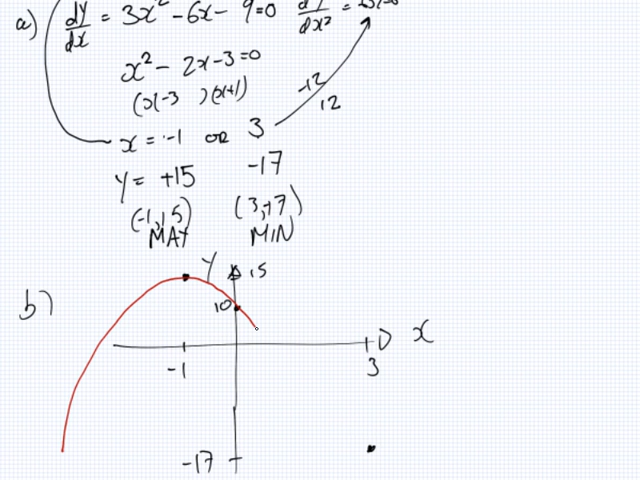 a) dy/dx = 3x² - 6x - 9 = 0
x² - 2x - 3 = 0
(x-3 )(x+1)
-12
12
x = -1 or 3
y = +15 -17
(-1,15) (3,-17)
MAX MIN
b)
Y 15
10
x
-1 3
-17